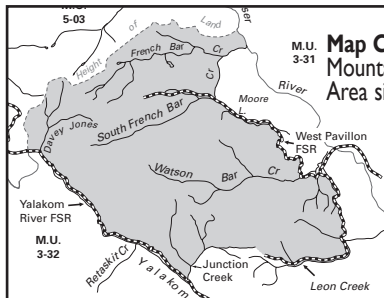 5-03
Height of Land
French Bar Cr
Cr
M.U.
3-31
Map
Mount
Area si
River
Moore
L.
South French Bar
Davey Jones
West Pavillon
FSR
Watson Bar Cr
Yalakom
River FSR
M.U.
3-32
Retaskit Cr
Yalakom
Junction
Creek
Leon Creek